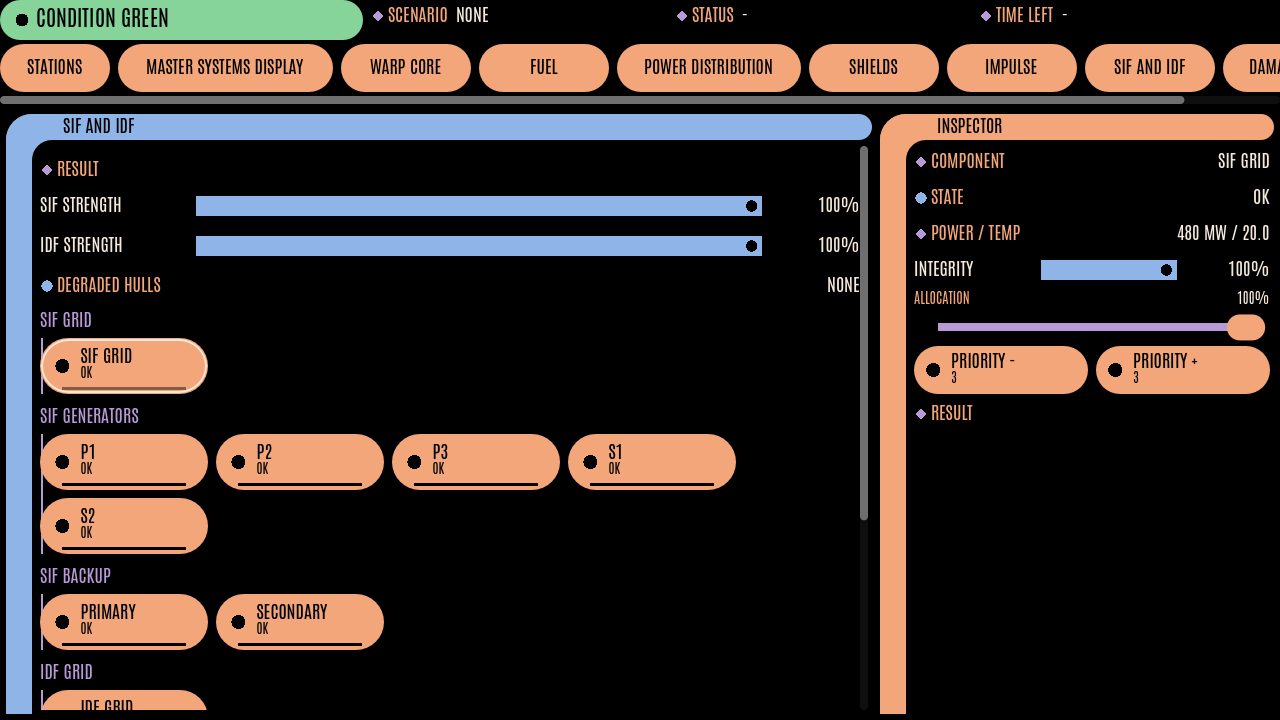 CONDITION GREEN
SCENARIO NONE
STATUS -
TIME LEFT -
STATIONS
MASTER SYSTEMS DISPLAY
WARP CORE
FUEL
POWER DISTRIBUTION
SHIELDS
IMPULSE
SIF AND IDF
DAMA
SIF AND IDF
RESULT
SIF STRENGTH 100%
IDF STRENGTH 100%
DEGRADED HULLS NONE
SIF GRID
SIF GRID
OK
SIF GENERATORS
P1
OK
P2
OK
P3
OK
S1
OK
S2
OK
SIF BACKUP
PRIMARY
OK
SECONDARY
OK
IDF GRID
IDF GRID
INSPECTOR
COMPONENT SIF GRID
STATE OK
POWER / TEMP 480 MW / 20.0
INTEGRITY 100%
ALLOCATION 100%
PRIORITY -
3
PRIORITY +
3
RESULT